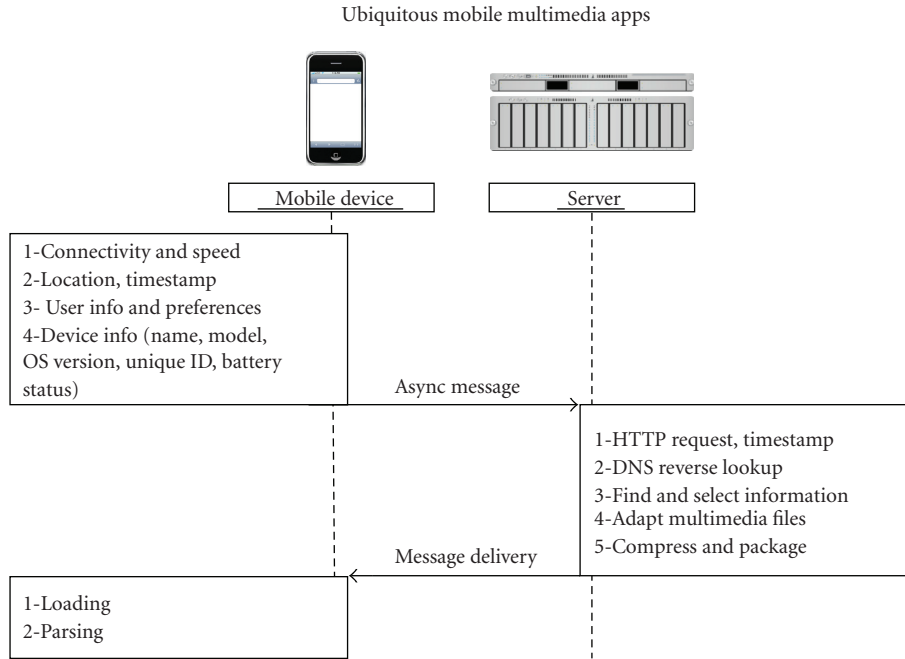 Ubiquitous mobile multimedia apps
Mobile device
Server
1-Connectivity and speed
2-Location, timestamp
3- User info and preferences
4-Device info (name, model,
OS version, unique ID, battery
status)
Async message
1-HTTP request, timestamp
2-DNS reverse lookup
3-Find and select information
4-Adapt multimedia files
5-Compress and package
Message delivery
1-Loading
2-Parsing